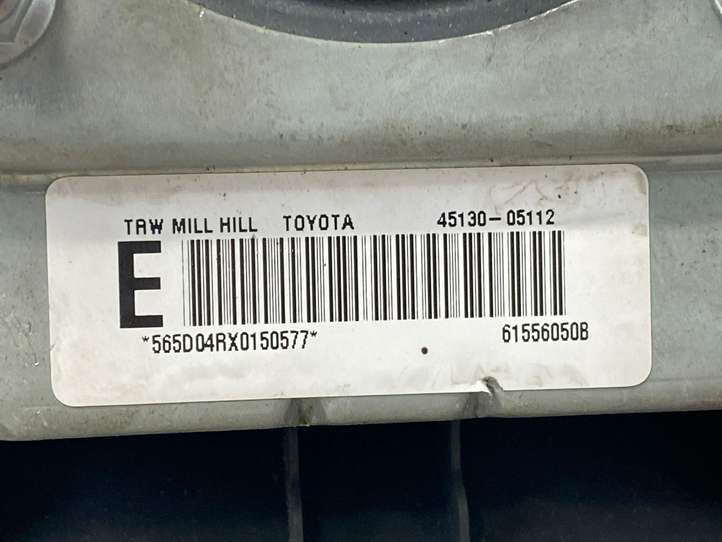 TRW MILL HILL TOYOTA 45130-05112
E
*565D04RX0150577* 61556050B